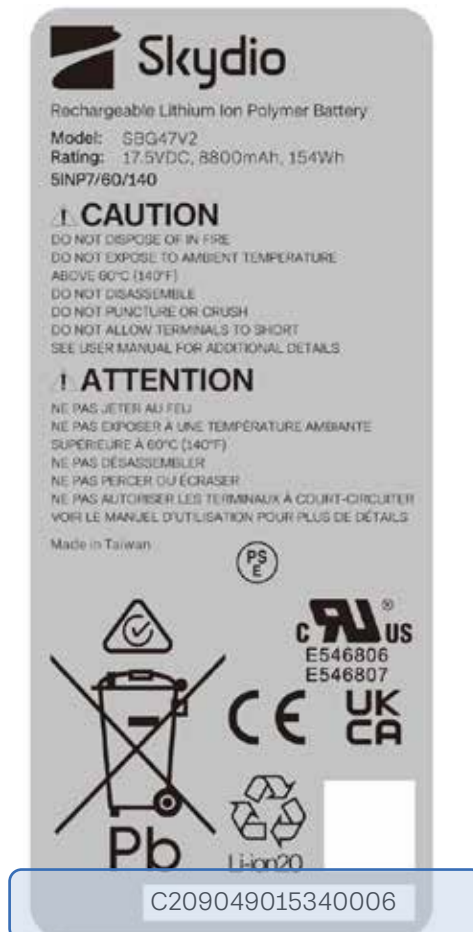 Skydio
Rechargeable Lithium Ion Polymer Battery
Model: SBG47V2
Rating: 17.5VDC, 8800mAh, 154Wh
5INP7/60/140
CAUTION
DO NOT DISPOSE OF IN FIRE
DO NOT EXPOSE TO AMBIENT TEMPERATURE
ABOVE 60°C (140°F)
DO NOT DISASSEMBLE
DO NOT PUNCTURE OR CRUSH
DO NOT ALLOW TERMINALS TO SHORT
SEE USER MANUAL FOR ADDITIONAL DETAILS
ATTENTION
NE PAS JETER AU FEU
NE PAS EXPOSER À UNE TEMPÉRATURE AMBIANTE
SUPÉRIEURE À 60°C (140°F)
NE PAS DÉSASSEMBLER
NE PAS PERCER OU ÉCRASER
NE PAS AUTORISER LES TERMINAUX À COURT-CIRCUITER
VOIR LE MANUEL D'UTILISATION POUR PLUS DE DÉTAILS
Made in Taiwan
PS
E
C RU ® US
E546806
E546807
CE
UK
CA
Pb
Li-ion20
C209049015340006